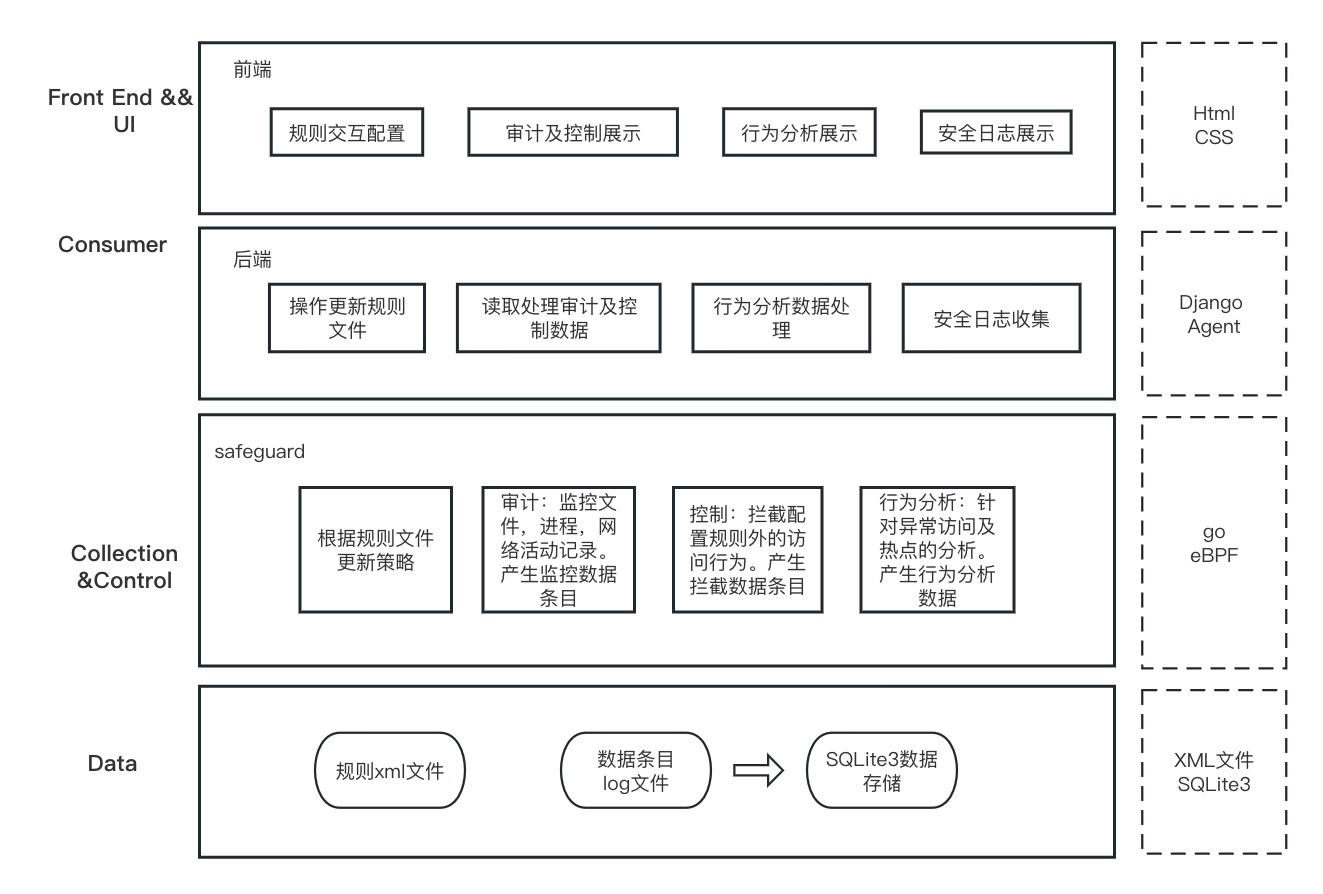 Front End &&
UI
前端
规则交互配置
审计及控制展示
行为分析展示
安全日志展示
Html
CSS
Consumer
后端
操作更新规则
文件
读取处理审计及控
制数据
行为分析数据处
理
安全日志收集
Django
Agent
Collection
&Control
safeguard
根据规则文件
更新策略
审计：监控文
件，进程，网
络活动记录。
产生监控数据
条目
控制：拦截配
置规则外的访
问行为。产生
拦截数据条目
行为分析：针
对异常访问及
热点的分析。
产生行为分析
数据
go
eBPF
Data
规则xml文件
数据条目
log文件
SQLite3数据
存储
XML文件
SQLite3